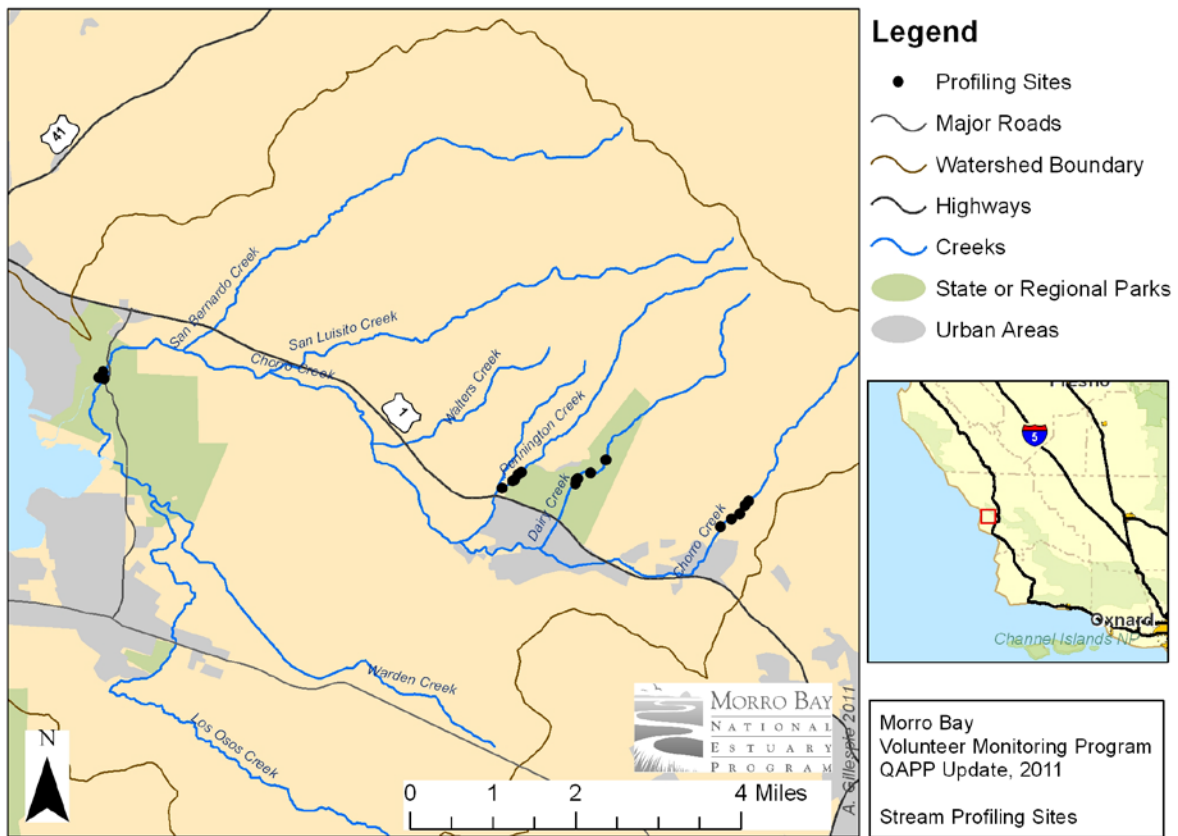 Legend
Profiling Sites
Major Roads
Watershed Boundary
Highways
Creeks
State or Regional Parks
Urban Areas
41
San Bernardo Creek
San Luisito Creek
Chorro Creek
Walters Creek
1
Pennington Creek
Dairy Creek
Chorro Creek
Warden Creek
Los Osos Creek
N
MORRO BAY
NATIONAL
ESTUARY
PROGRAM
A. Gillespie 2011
0 1 2 4 Miles
5
Oxnard
Channel Islands NP
Morro Bay
Volunteer Monitoring Program
QAPP Update, 2011
Stream Profiling Sites